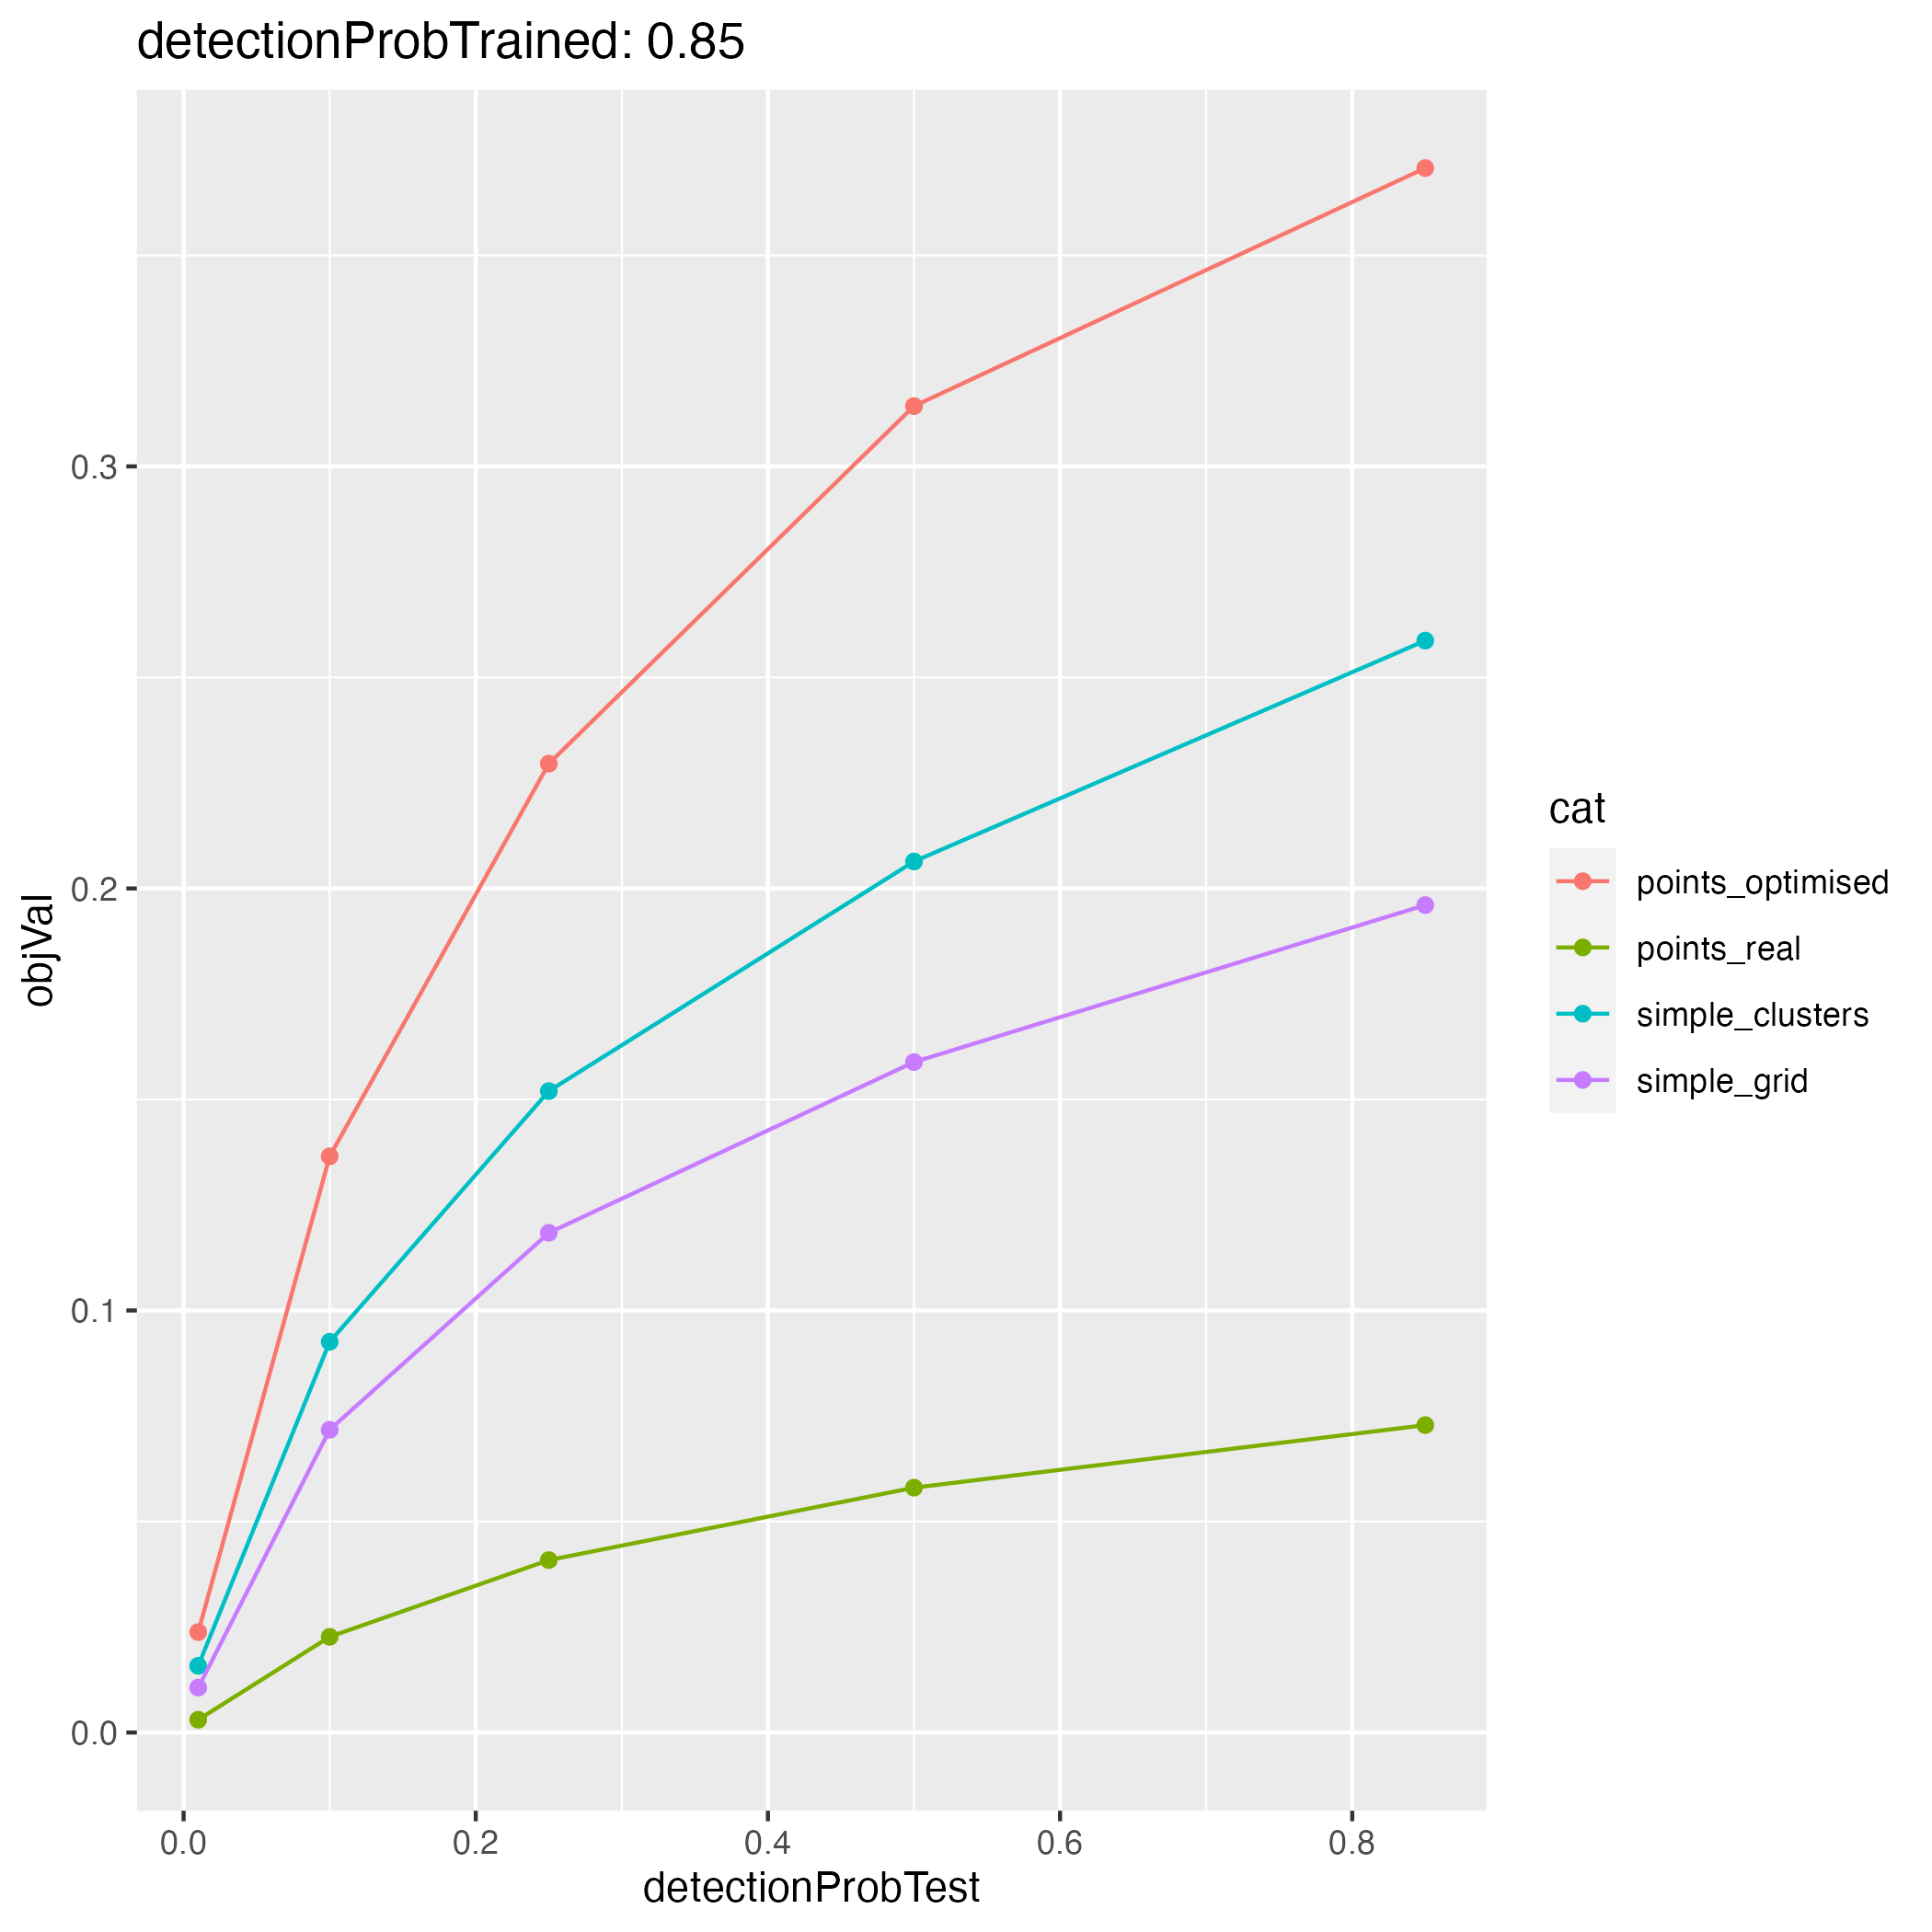 detectionProbTrained: 0.85
objVal
0.3
0.2
0.1
0.0
0.0 0.2 0.4 0.6 0.8
detectionProbTest
cat
points_optimised
points_real
simple_clusters
simple_grid